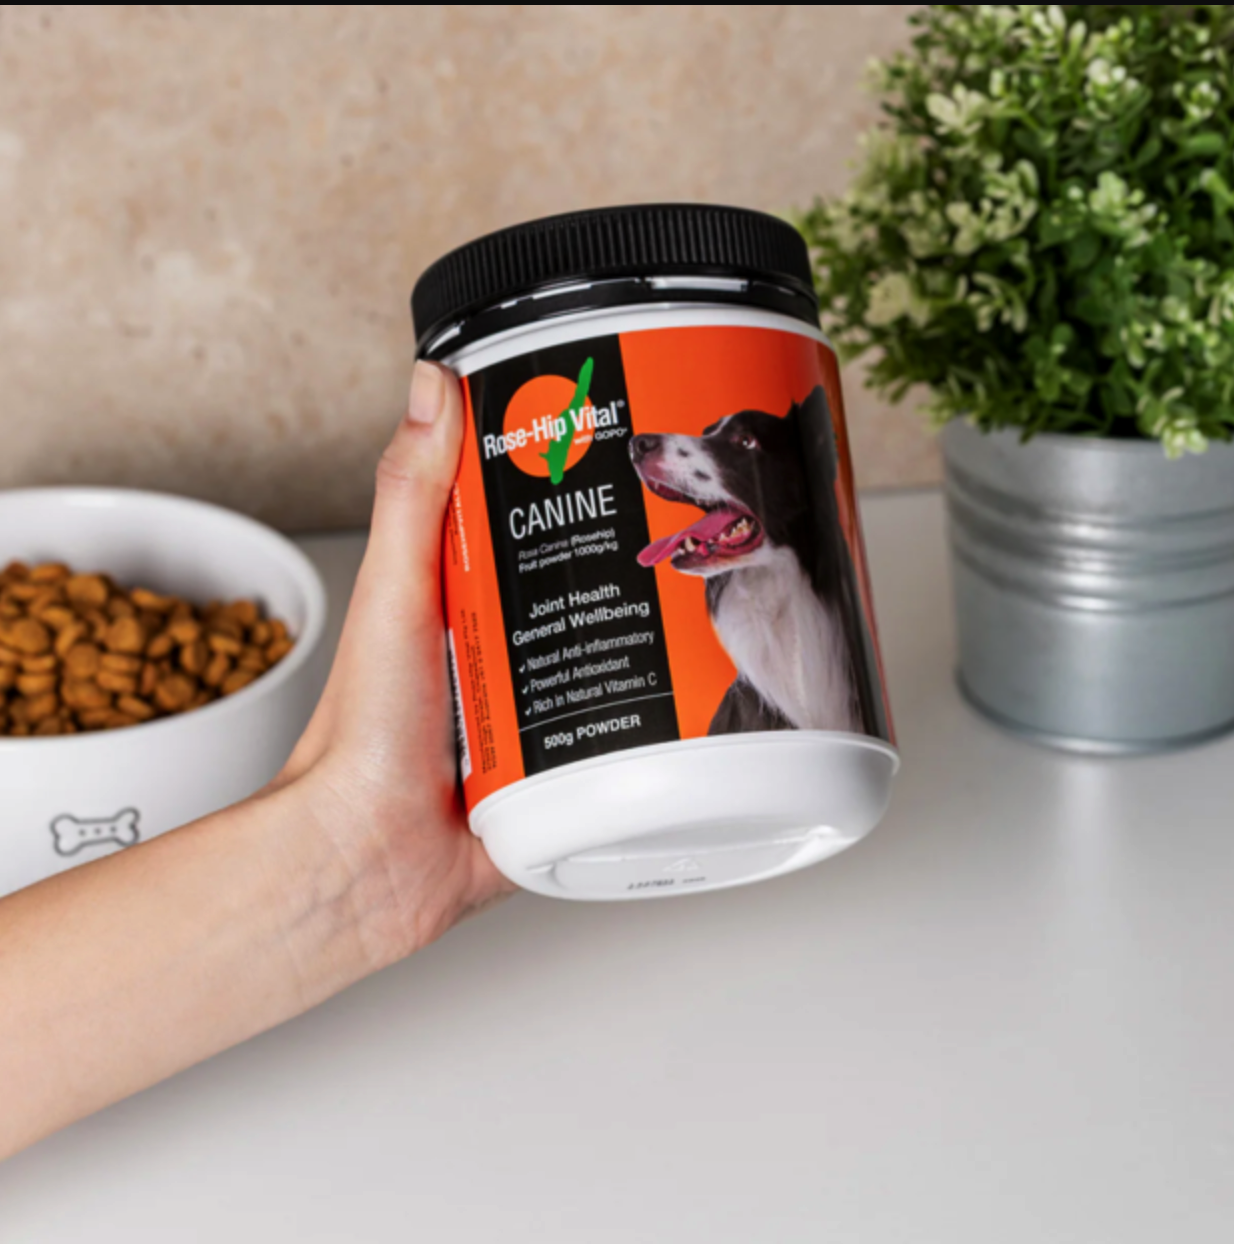 Rose-Hip Vital®
with GOPO®
CANINE
Rosa Canina (Rosehip)
Fruit powder 1000g/kg
Joint Health
General Wellbeing
✓ Natural Anti-inflammatory
✓ Powerful Antioxidant
✓ Rich in Natural Vitamin C
500g POWDER